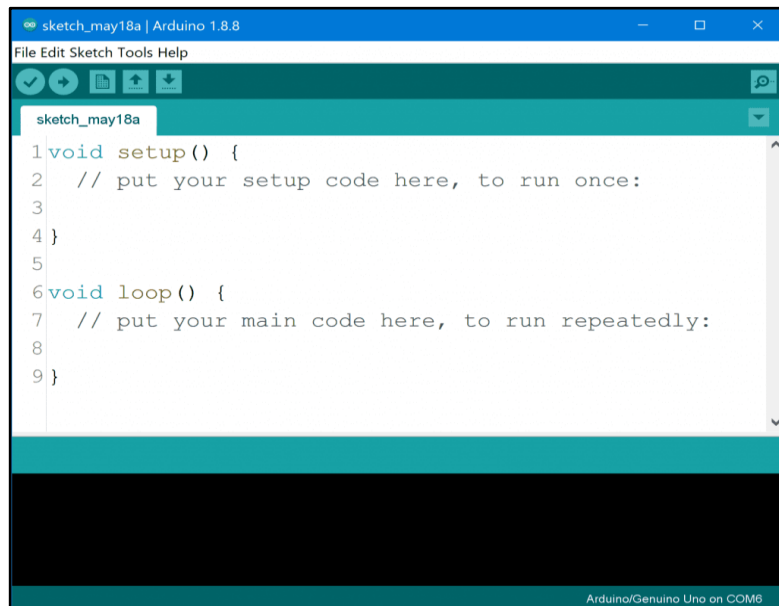 sketch_may18a | Arduino 1.8.8
File Edit Sketch Tools Help
sketch_may18a
1 void setup() {
2   // put your setup code here, to run once:
3
4 }
5
6 void loop() {
7   // put your main code here, to run repeatedly:
8
9 }
Arduino/Genuino Uno on COM6